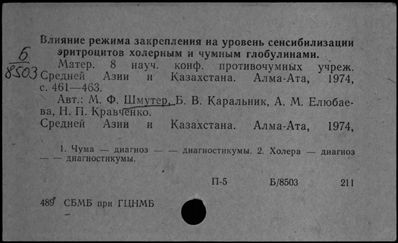 Б
8503
Влияние режима закрепления на уровень сенсибилизации
эритроцитов холерным и чумным глобулинами.
Матер. 8 науч. конф. противочумных учреж.
Средней Азии и Казахстана. Алма-Ата, 1974,
с. 461—463.
Авт.: М. Ф. Шмутер, Б. В. Каральник, А. М. Елюбае-
ва, Н. П. Кравченко.
Средней Азии и Казахстана. Алма-Ата, 1974,
1. Чума — диагноз — — диагностикумы. 2. Холера — диагноз
— — диагностикумы.
П-5 Б/8503 211
489 СБМБ при ГЦНМБ